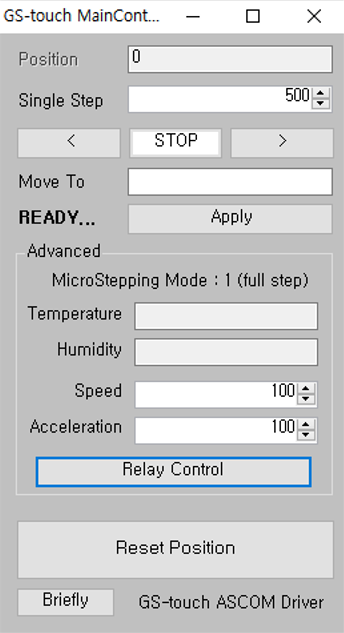 GS-touch MainCont...
Position 0
Single Step 500
< STOP >
Move To
READY... Apply
Advanced
MicroStepping Mode : 1 (full step)
Temperature
Humidity
Speed 100
Acceleration 100
Relay Control
Reset Position
Briefly GS-touch ASCOM Driver